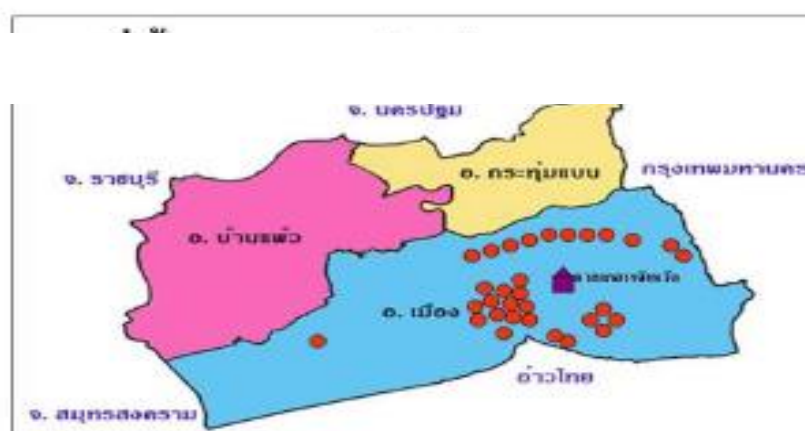 จ. นครปฐม
อ. กระทุ่มแบน
กรุงเทพมหานคร
จ. ราชบุรี
อ. บ้านแพ้ว
อ. เมือง
อ่าวไทย
จ. สมุทรสงคราม